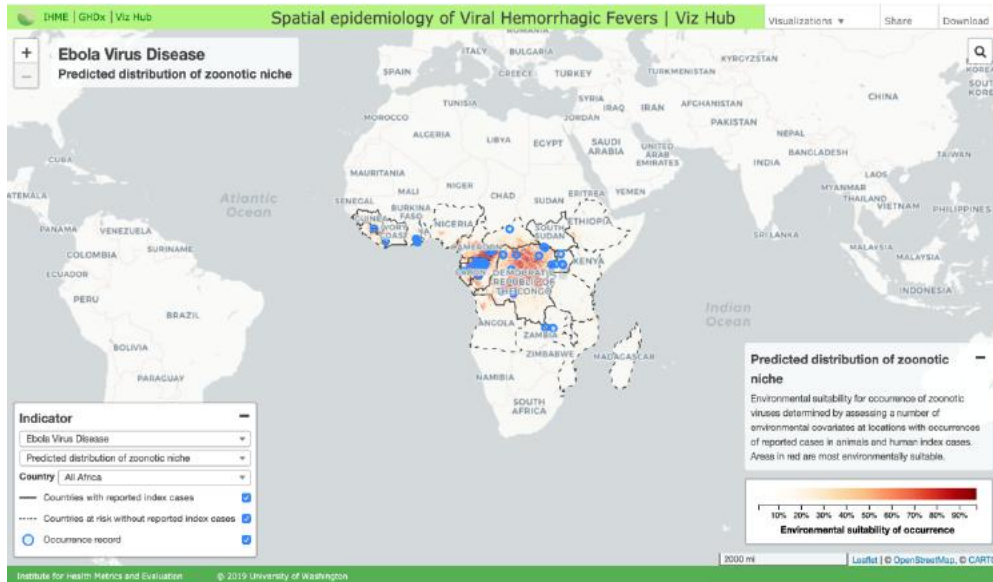 IHME | GHDx | Viz Hub
Spatial epidemiology of Viral Hemorrhagic Fevers | Viz Hub
Visualizations ▾
Share
Download
+
−
Ebola Virus Disease
Predicted distribution of zoonotic niche
ROMANIA
ITALY
BULGARIA
KYRGYZSTAN
SPAIN
GREECE
TURKEY
TURKMENISTAN
SOUTH KORE
CHINA
TUNISIA
SYRIA
IRAQ
IRAN
AFGHANISTAN
MOROCCO
JORDAN
PAKISTAN
ALGERIA
LIBYA
EGYPT
SAUDI ARABIA
UNITED ARAB EMIRATES
NEPAL
BANGLADESH
INDIA
TAIWAN
CUBA
MAURITANIA
LAOS
MYANMAR
ATEMALA
Atlantic Ocean
MALI
NIGER
CHAD
SUDAN
ERITREA
YEMEN
THAILAND
VIETNAM
PHILIPPINES
SENEGAL
BURKINA FASO
PANAMA
VENEZUELA
GUINEA
IVORY COAST
NIGERIA
SOUTH SUDAN
ETHIOPIA
SRI LANKA
SURINAME
CAMEROON
MALAYSIA
MALAYSIA
COLOMBIA
ECUADOR
GABON
DEMOCRATIC REPUBLIC OF THE CONGO
KENYA
INDONESIA
PERU
BRAZIL
Indian Ocean
ANGOLA
ZAMBIA
BOLIVIA
ZIMBABWE
MADAGASCAR
PARAGUAY
NAMIBIA
SOUTH AFRICA
Predicted distribution of zoonotic niche
−
Environmental suitability for occurrence of zoonotic
viruses determined by assessing a number of
environmental covariates at locations with occurrences
of reported cases in animals and human index cases.
Areas in red are most environmentally suitable.
10% 20% 30% 40% 50% 60% 70% 80% 90%
Environmental suitability of occurrence
Indicator
−
Ebola Virus Disease
Predicted distribution of zoonotic niche
Country All Africa
Countries with reported index cases
Countries at risk without reported index cases
Occurrence record
2000 mi
Leaflet | © OpenStreetMap, © CARTO
Institute for Health Metrics and Evaluation
© 2019 University of Washington